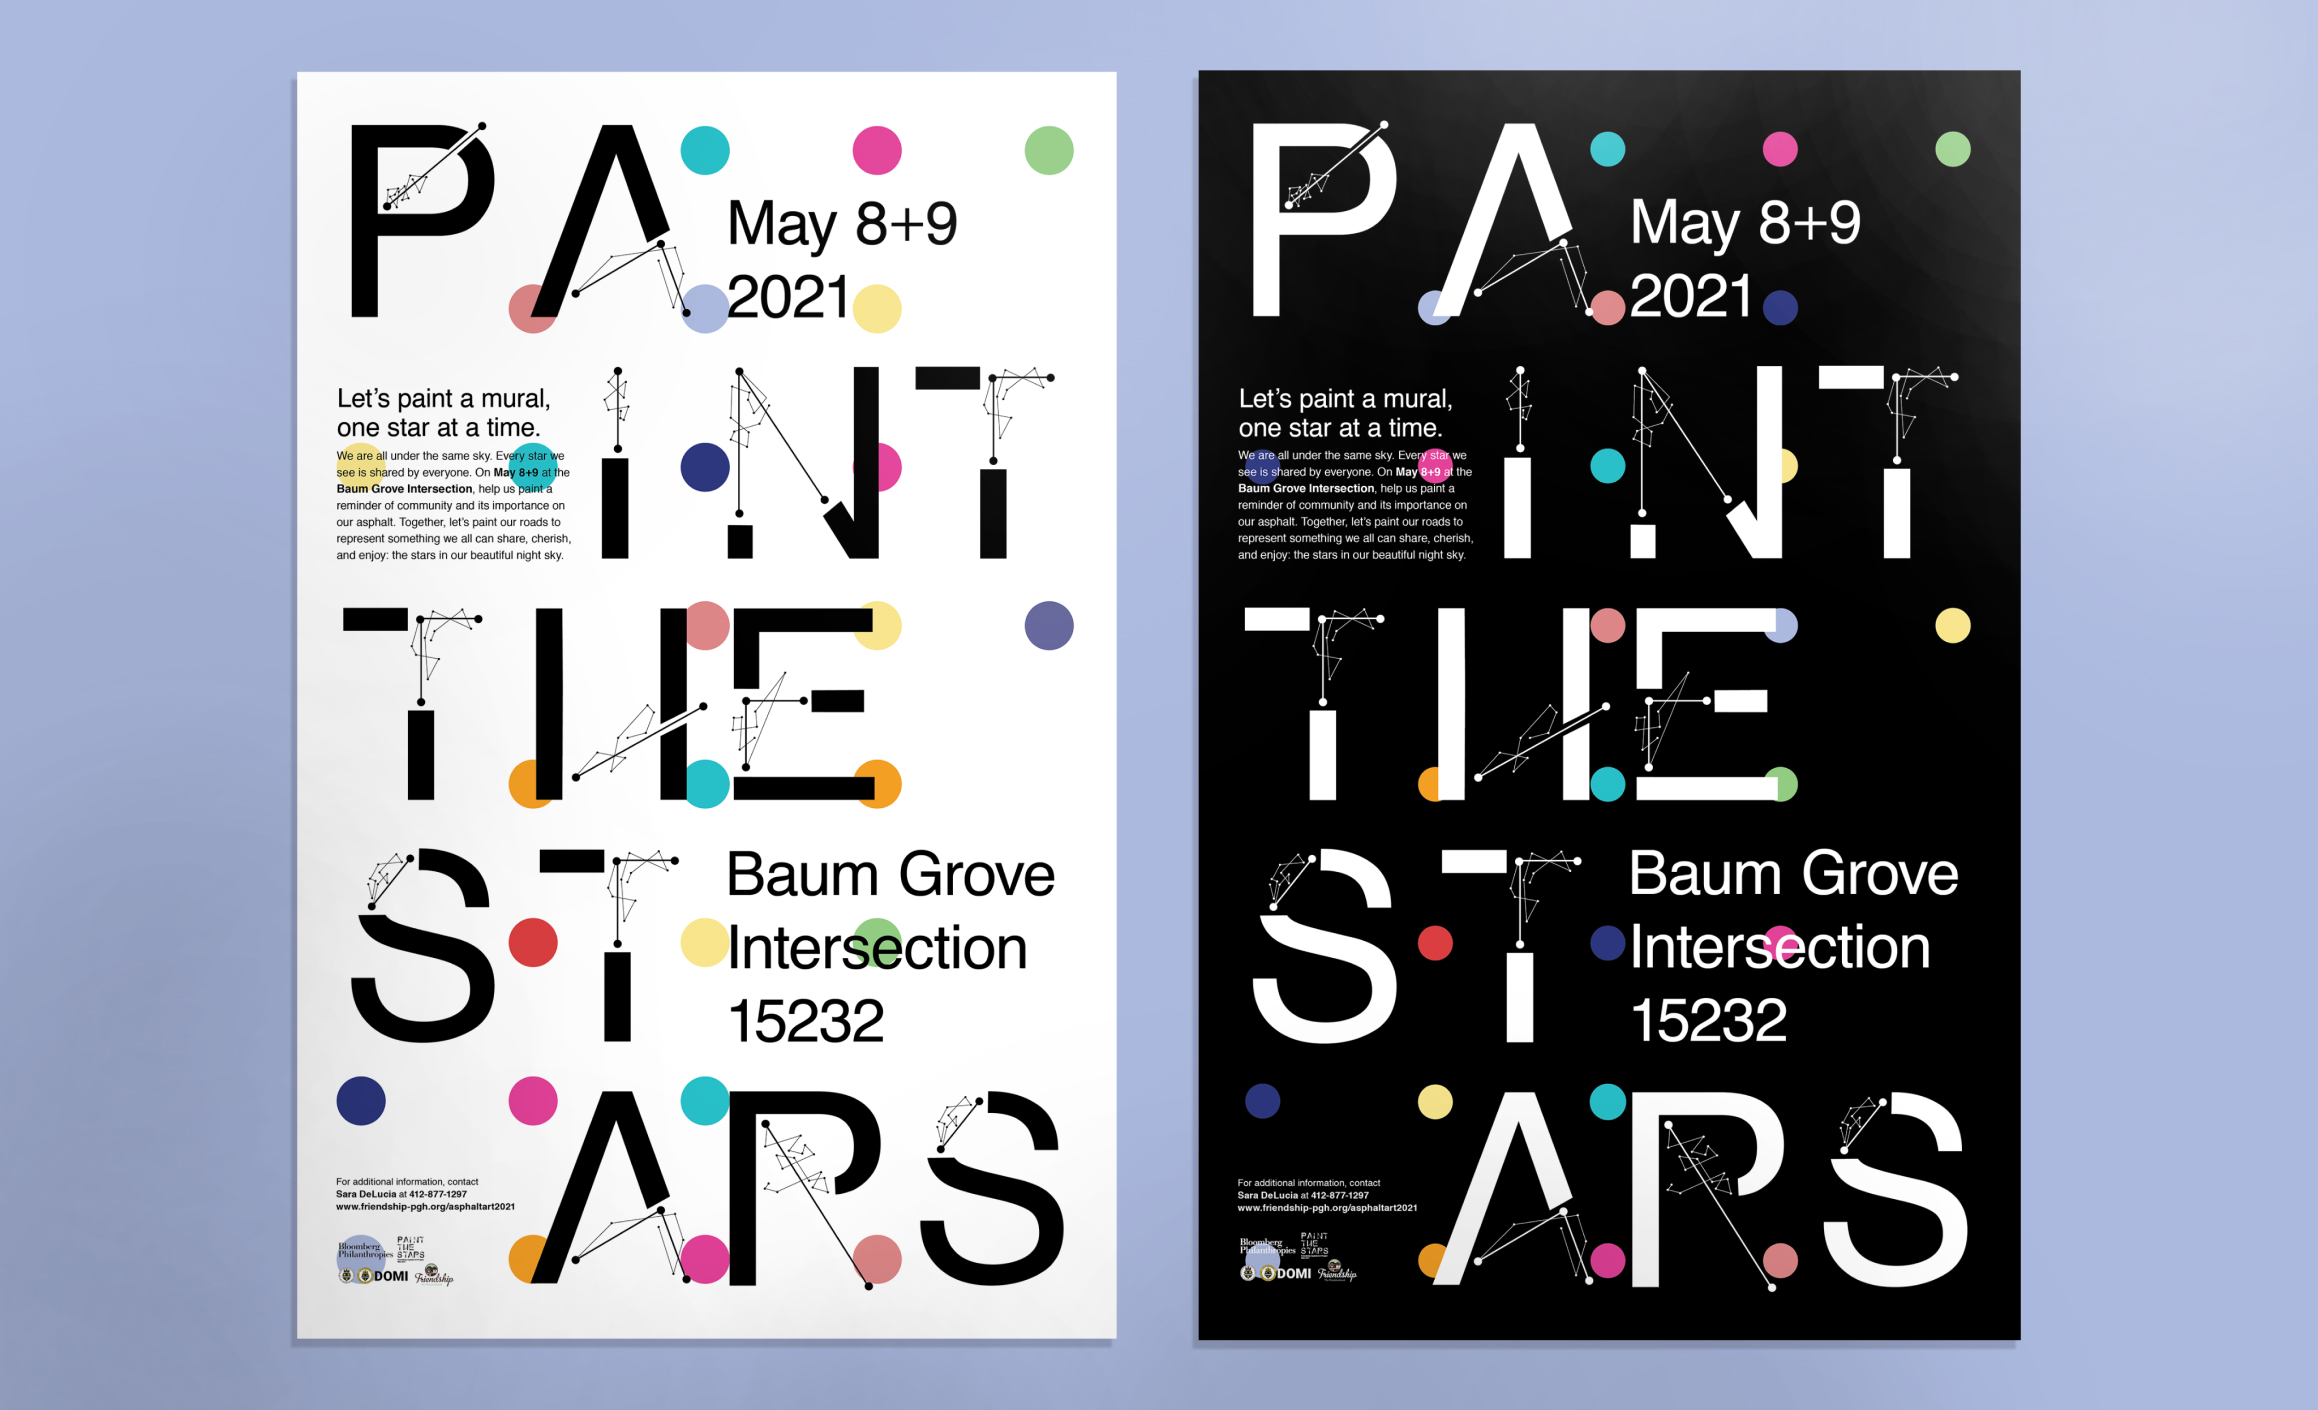 PA
May 8+9
2021
INT
Let's paint a mural,
one star at a time.
We are all under the same sky. Every star we
see is shared by everyone. On May 8+9 at the
Baum Grove Intersection, help us paint a
reminder of community and its importance on
our asphalt. Together, let's paint our roads to
represent something we all can share, cherish,
and enjoy: the stars in our beautiful night sky.
THE
ST
Baum Grove
Intersection
15232
ARS
For additional information, contact
Sara DeLucia at 412-877-1297
www.friendship-pgh.org/asphaltart2021
Bloomberg
Philanthropies
PAINT
THE
STARS
DOMI
Friendship
PA
May 8+9
2021
INT
Let's paint a mural,
one star at a time.
We are all under the same sky. Every star we
see is shared by everyone. On May 8+9 at the
Baum Grove Intersection, help us paint a
reminder of community and its importance on
our asphalt. Together, let's paint our roads to
represent something we all can share, cherish,
and enjoy: the stars in our beautiful night sky.
THE
ST
Baum Grove
Intersection
15232
ARS
For additional information, contact
Sara DeLucia at 412-877-1297
www.friendship-pgh.org/asphaltart2021
Bloomberg
Philanthropies
PAINT
THE
STARS
DOMI
Friendship